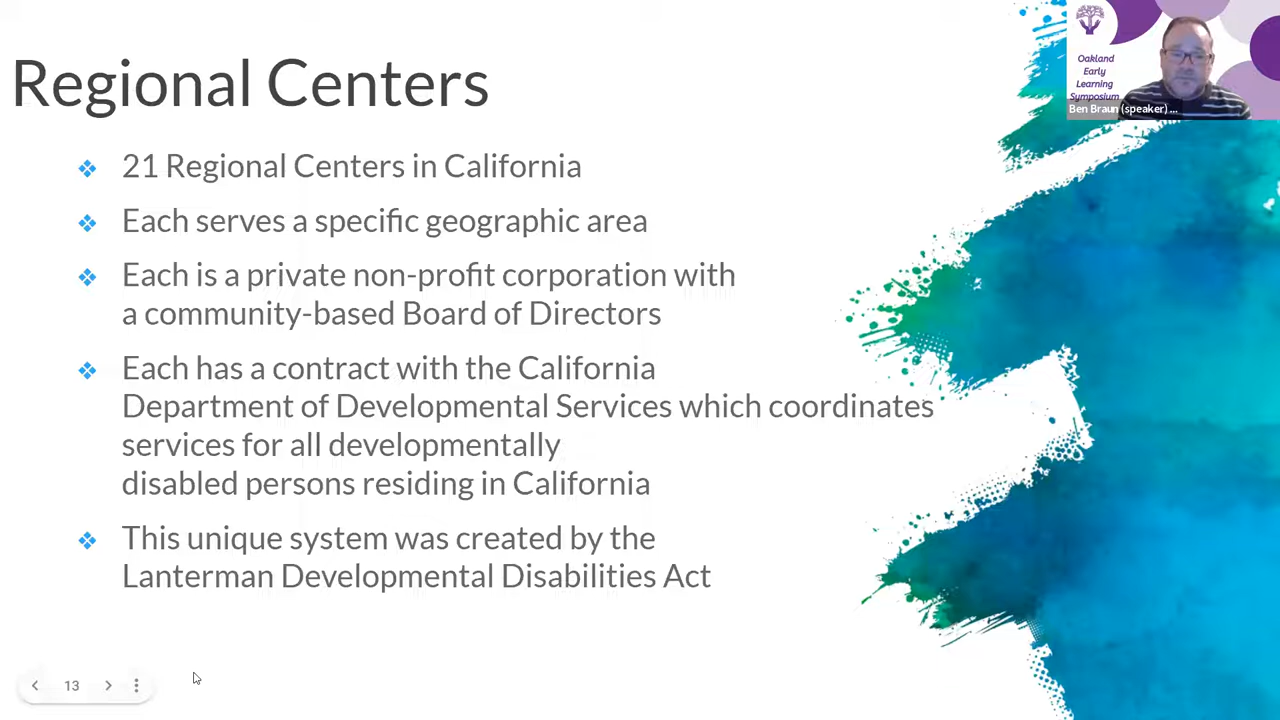 Regional Centers
21 Regional Centers in California
Each serves a specific geographic area
Each is a private non-profit corporation with
a community-based Board of Directors
Each has a contract with the California
Department of Developmental Services which coordinates
services for all developmentally
disabled persons residing in California
This unique system was created by the
Lanterman Developmental Disabilities Act
13
Oakland
Early
Learning
Symposium
Ben Braun (speaker) ...